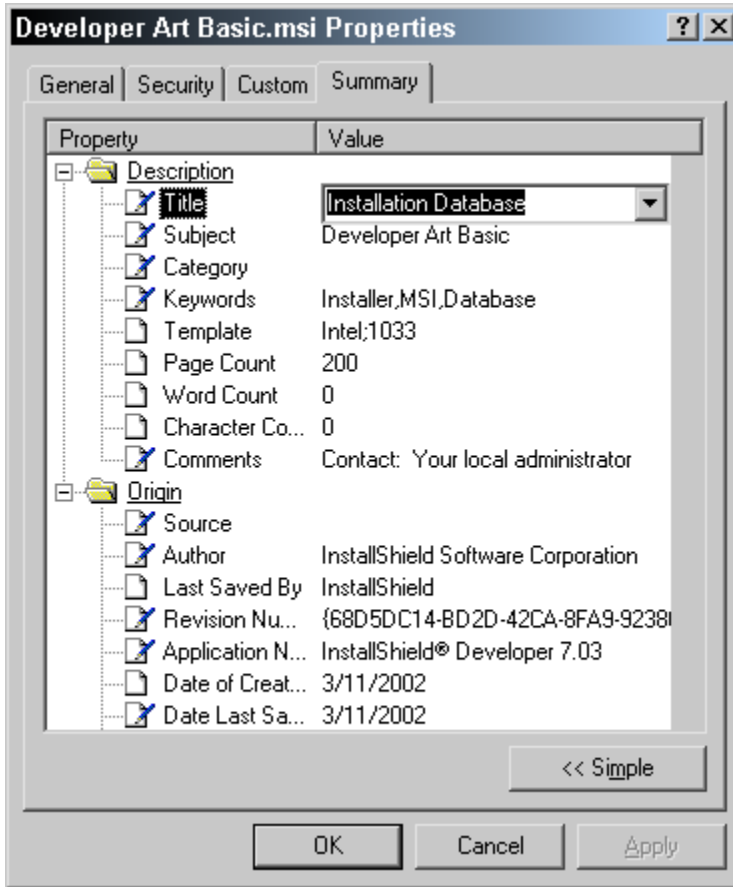 Developer Art Basic.msi Properties
General Security Custom Summary
Property Value
Description
Title Installation Database
Subject Developer Art Basic
Category
Keywords Installer,MSI,Database
Template Intel;1033
Page Count 200
Word Count 0
Character Co... 0
Comments Contact:  Your local administrator
Origin
Source
Author InstallShield Software Corporation
Last Saved By InstallShield
Revision Nu... {68D5DC14-BD2D-42CA-8FA9-9238
Application N... InstallShield® Developer 7.03
Date of Creat... 3/11/2002
Date Last Sa... 3/11/2002
<< Simple
OK Cancel Apply